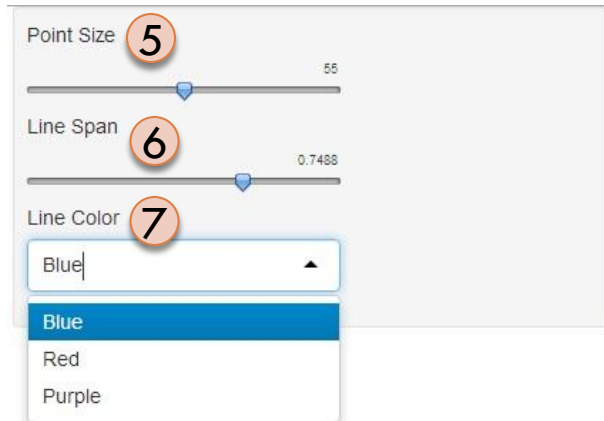 Point Size 5
55
Line Span 6
0.7488
Line Color 7
Blue
Blue
Red
Purple